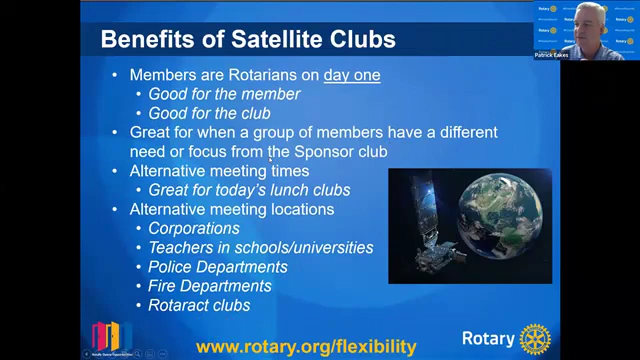 Benefits of Satellite Clubs
• Members are Rotarians on day one
• Good for the member
• Good for the club
• Great for when a group of members have a different
need or focus from the Sponsor club
• Alternative meeting times
• Great for today's lunch clubs
• Alternative meeting locations
• Corporations
• Teachers in schools/universities
• Police Departments
• Fire Departments
• Rotaract clubs
www.rotary.org/flexibility
Rotary
Patrick Eakes